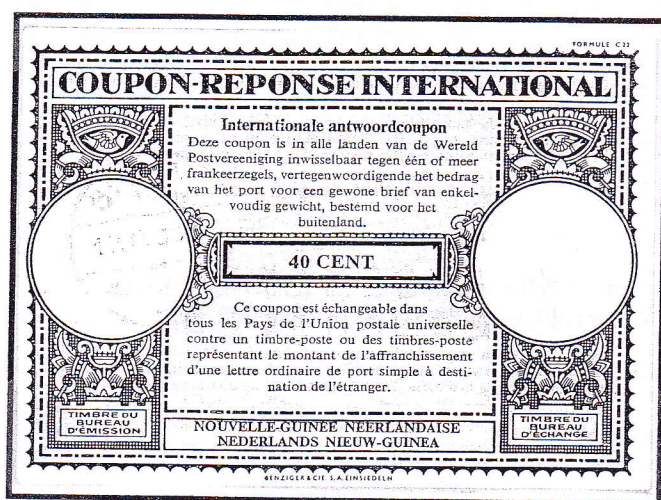 FORMULE C 22
COUPON-REPONSE INTERNATIONAL
Internationale antwoordcoupon
Deze coupon is in alle landen van de Wereld
Postvereeniging inwisselbaar tegen één of meer
frankeerzegels, vertegenwoordigende het bedrag
van het port voor een gewone brief van enkel-
voudig gewicht, bestemd voor het
buitenland.
40 CENT
Ce coupon est échangeable dans
tous les Pays de l'Union postale universelle
contre un timbre-poste ou des timbres-poste
représentant le montant de l'affranchissement
d'une lettre ordinaire de port simple à desti-
nation de l'étranger.
TIMBRE DU
BUREAU
D'ÉMISSION
NOUVELLE-GUINÉE NÉERLANDAISE
NEDERLANDS NIEUW-GUINEA
TIMBRE DU
BUREAU
D'ÉCHANGE
BENZIGER & CIE. S.A. EINSIEDELN